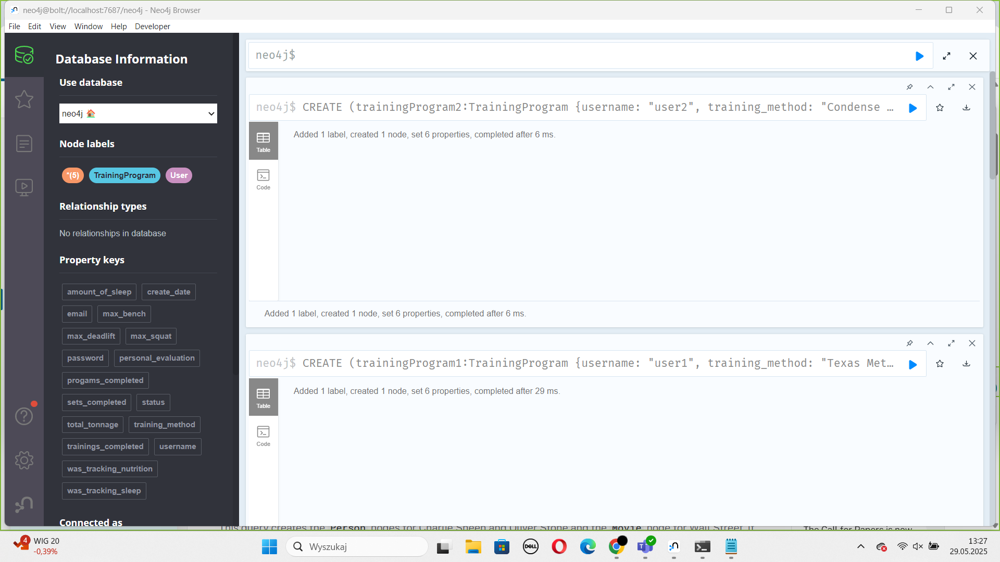 neo4j@bolt://localhost:7687/neo4j - Neo4j Browser
File Edit View Window Help Developer
Database Information
Use database
neo4j
Node labels
*(5) TrainingProgram User
Relationship types
No relationships in database
Property keys
amount_of_sleep create_date
email max_bench
max_deadlift max_squat
password personal_evaluation
progams_completed
sets_completed status
total_tonnage training_method
trainings_completed username
was_tracking_nutrition
was_tracking_sleep
Connected as
neo4j$
neo4j$ CREATE (trainingProgram2:TrainingProgram {username: "user2", training_method: "Condense …
Table
Added 1 label, created 1 node, set 6 properties, completed after 6 ms.
Code
Added 1 label, created 1 node, set 6 properties, completed after 6 ms.
neo4j$ CREATE (trainingProgram1:TrainingProgram {username: "user1", training_method: "Texas Met…
Table
Added 1 label, created 1 node, set 6 properties, completed after 29 ms.
Code
This query creates the Person nodes for Charlie Sheen and Oliver Stone and the Movie node for Wall Street. It
The Call for Papers is now
4
WIG 20
-0,39%
Wyszukaj
DELL
13:27
29.05.2025